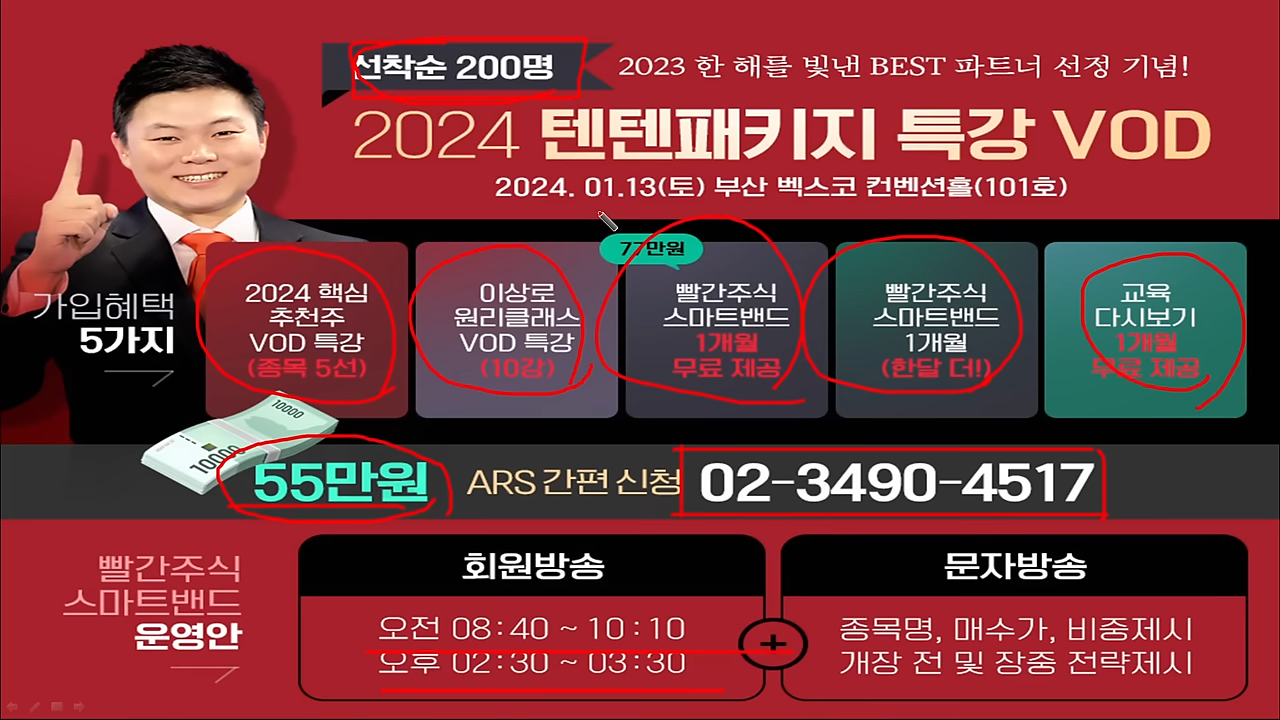 선착순 200명
2023 한 해를 빛낸 BEST 파트너 선정 기념!
2024 텐텐패키지 특강 VOD
2024. 01.13(토) 부산 벡스코 컨벤션홀(101호)
가입혜택
5가지
2024 핵심
추천주
VOD 특강
(종목 5선)
이상로
원리클래스
VOD 특강
(10강)
77만원
빨간주식
스마트밴드
1개월
무료 제공
빨간주식
스마트밴드
1개월
(한달 더!)
교육
다시보기
1개월
무료 제공
10000
10000
55만원
ARS 간편 신청 02-3490-4517
빨간주식
스마트밴드
운영안
회원방송
오전 08:40 ~ 10:10
오후 02:30 ~ 03:30
+
문자방송
종목명, 매수가, 비중제시
개장 전 및 장중 전략제시